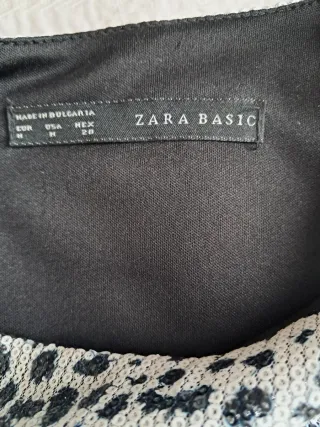 MADE IN BULGARIA
ZARA BASIC
EUR USA MEX
M M 28